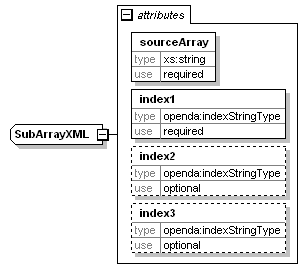 attributes
sourceArray
type xs:string
use required
index1
type openda:indexStringType
use required
SubArrayXML
index2
type openda:indexStringType
use optional
index3
type openda:indexStringType
use optional